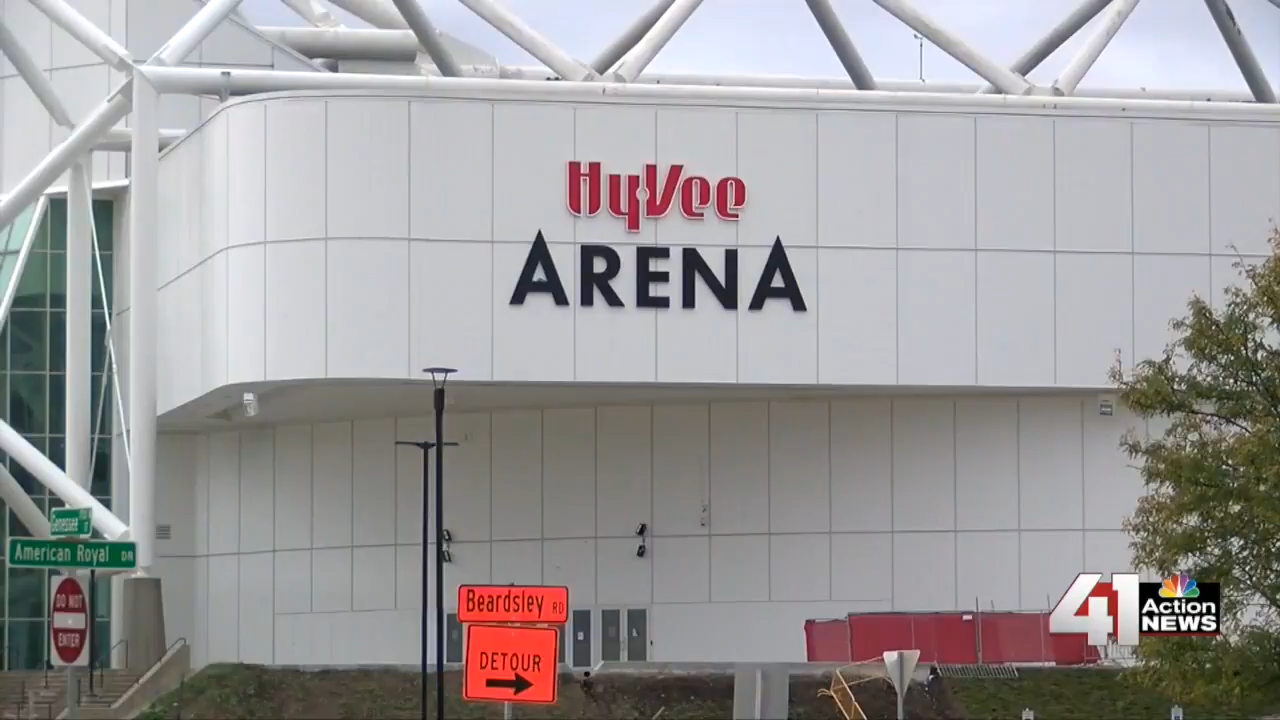 HyVee
ARENA
Genessee ST
American Royal DR
DO NOT
ENTER
Beardsley RD
DETOUR
41 Action
NEWS